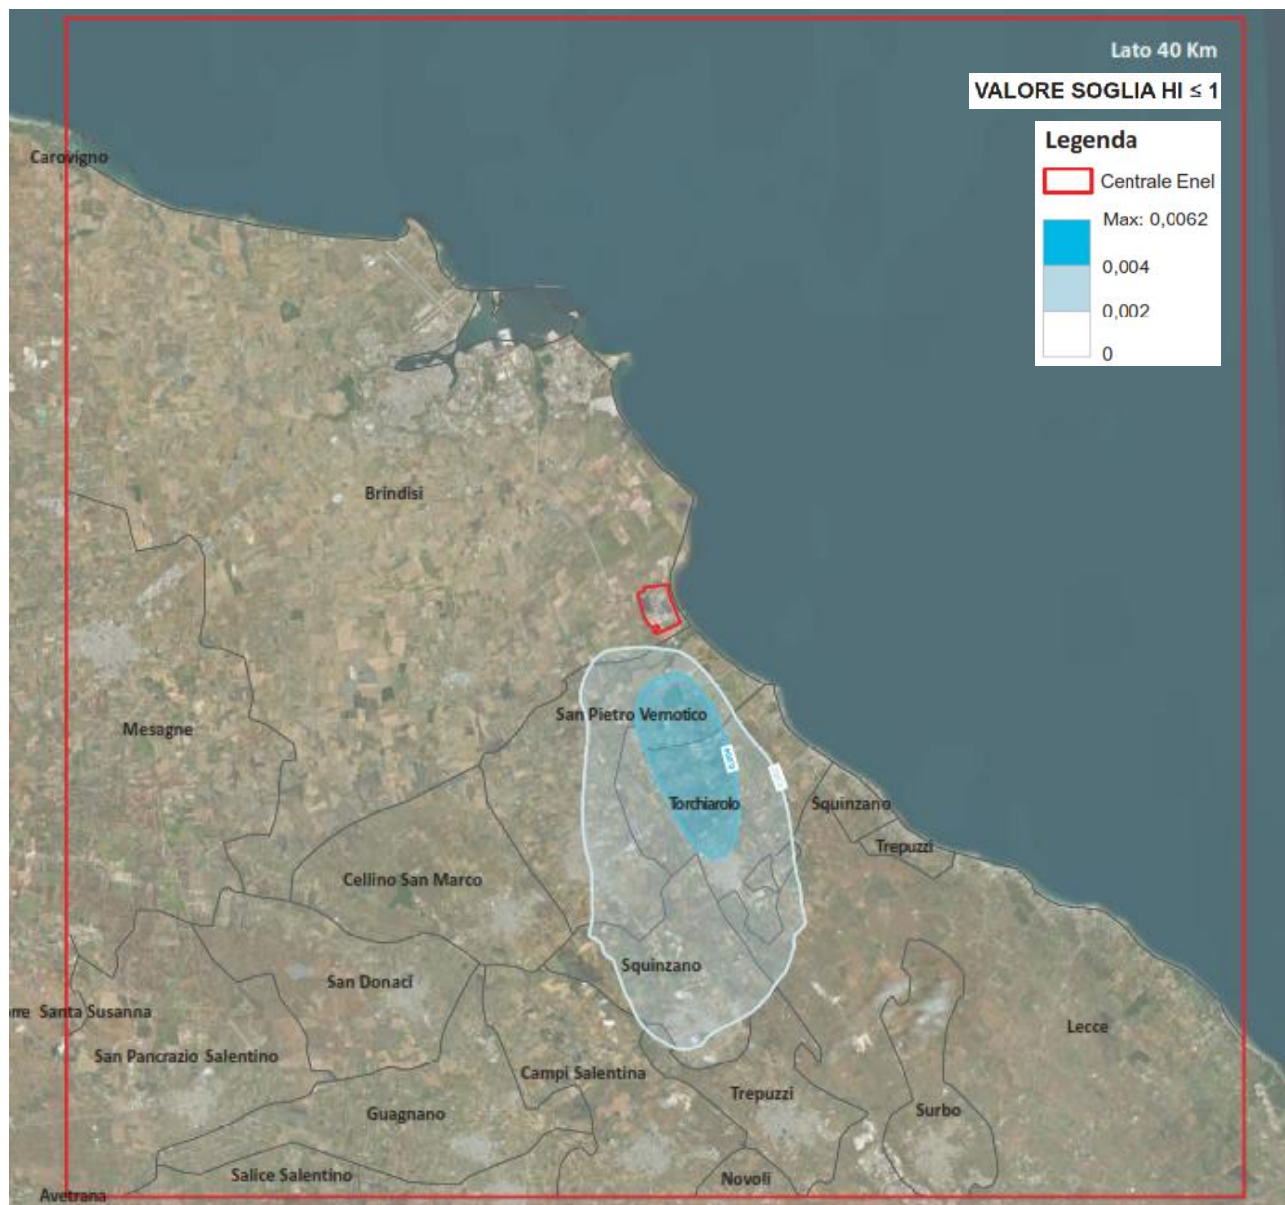 Lato 40 Km
VALORE SOGLIA HI ≤ 1
Legenda
Centrale Enel
Max: 0,0062
0,004
0,002
0
Carovigno
Brindisi
San Pietro Vernotico
Mesagne
Torchiarolo
Squinzano
Trepuzzi
Cellino San Marco
Squinzano
San Donaci
rre Santa Susanna
Lecce
San Pancrazio Salentino
Campi Salentina
Trepuzzi
Guagnano
Surbo
Salice Salentino
Novoli
Avetrana